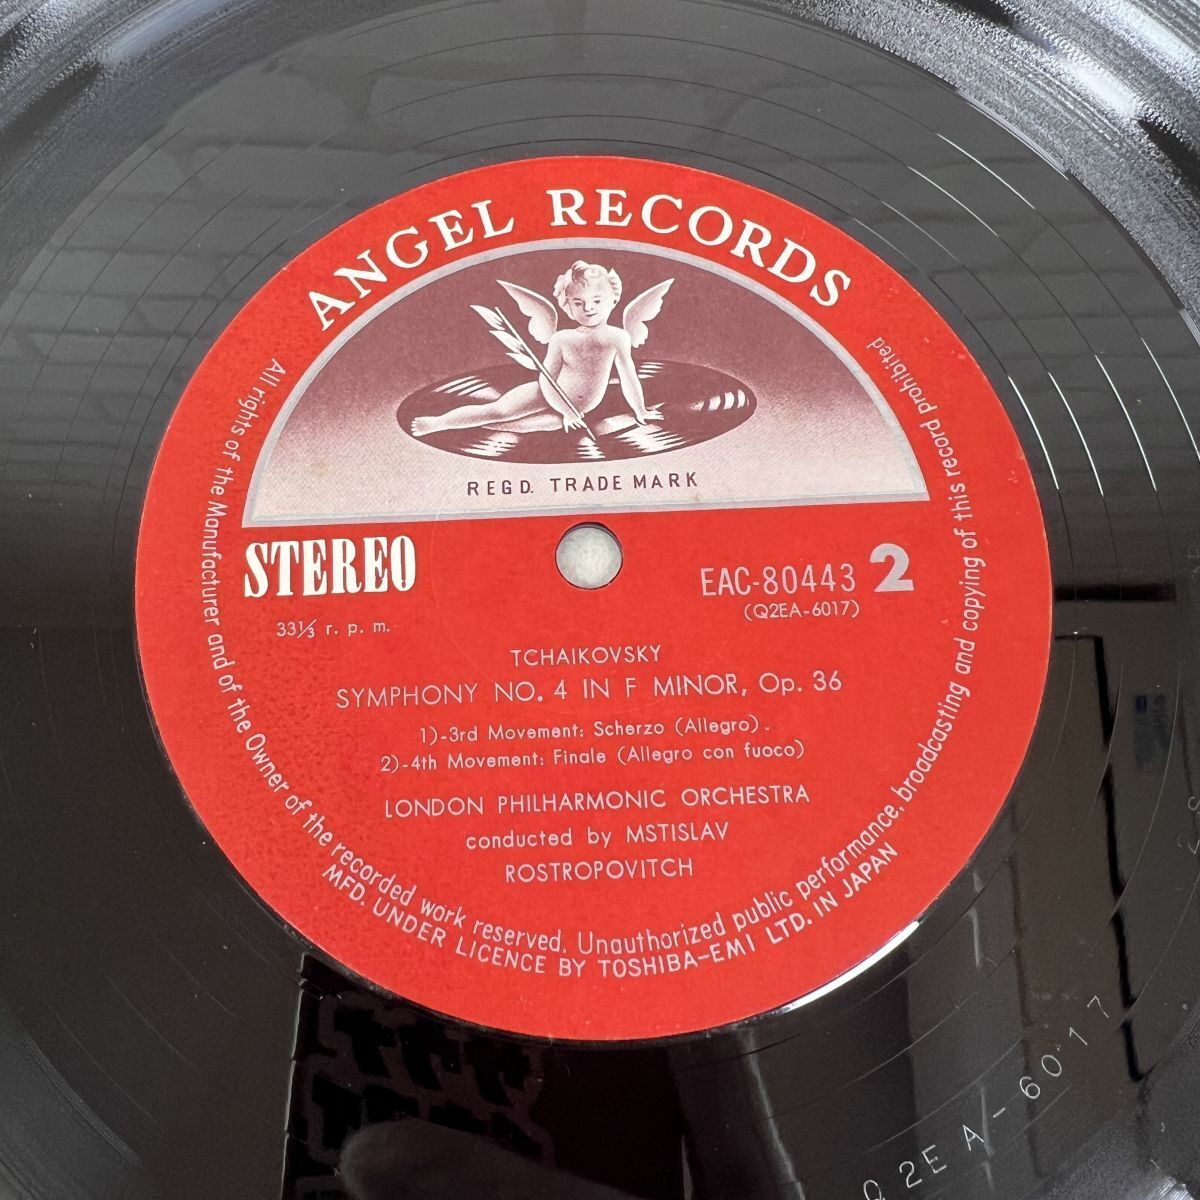 ANGEL RECORDS
REGD. TRADE MARK
STEREO
33⅓ r. p. m.
EAC-80443 2
(Q2EA-6017)
TCHAIKOVSKY
SYMPHONY NO. 4 IN F MINOR, Op. 36
1)-3rd Movement: Scherzo (Allegro).
2)-4th Movement: Finale (Allegro con fuoco)
LONDON PHILHARMONIC ORCHESTRA
conducted by MSTISLAV
ROSTROPOVITCH
All rights of the Manufacturer and of the Owner of the recorded work reserved. Unauthorized public performance, broadcasting and copying of this record prohibited
MFD. UNDER LICENCE BY TOSHIBA-EMI LTD. IN JAPAN
Q2EA-6017